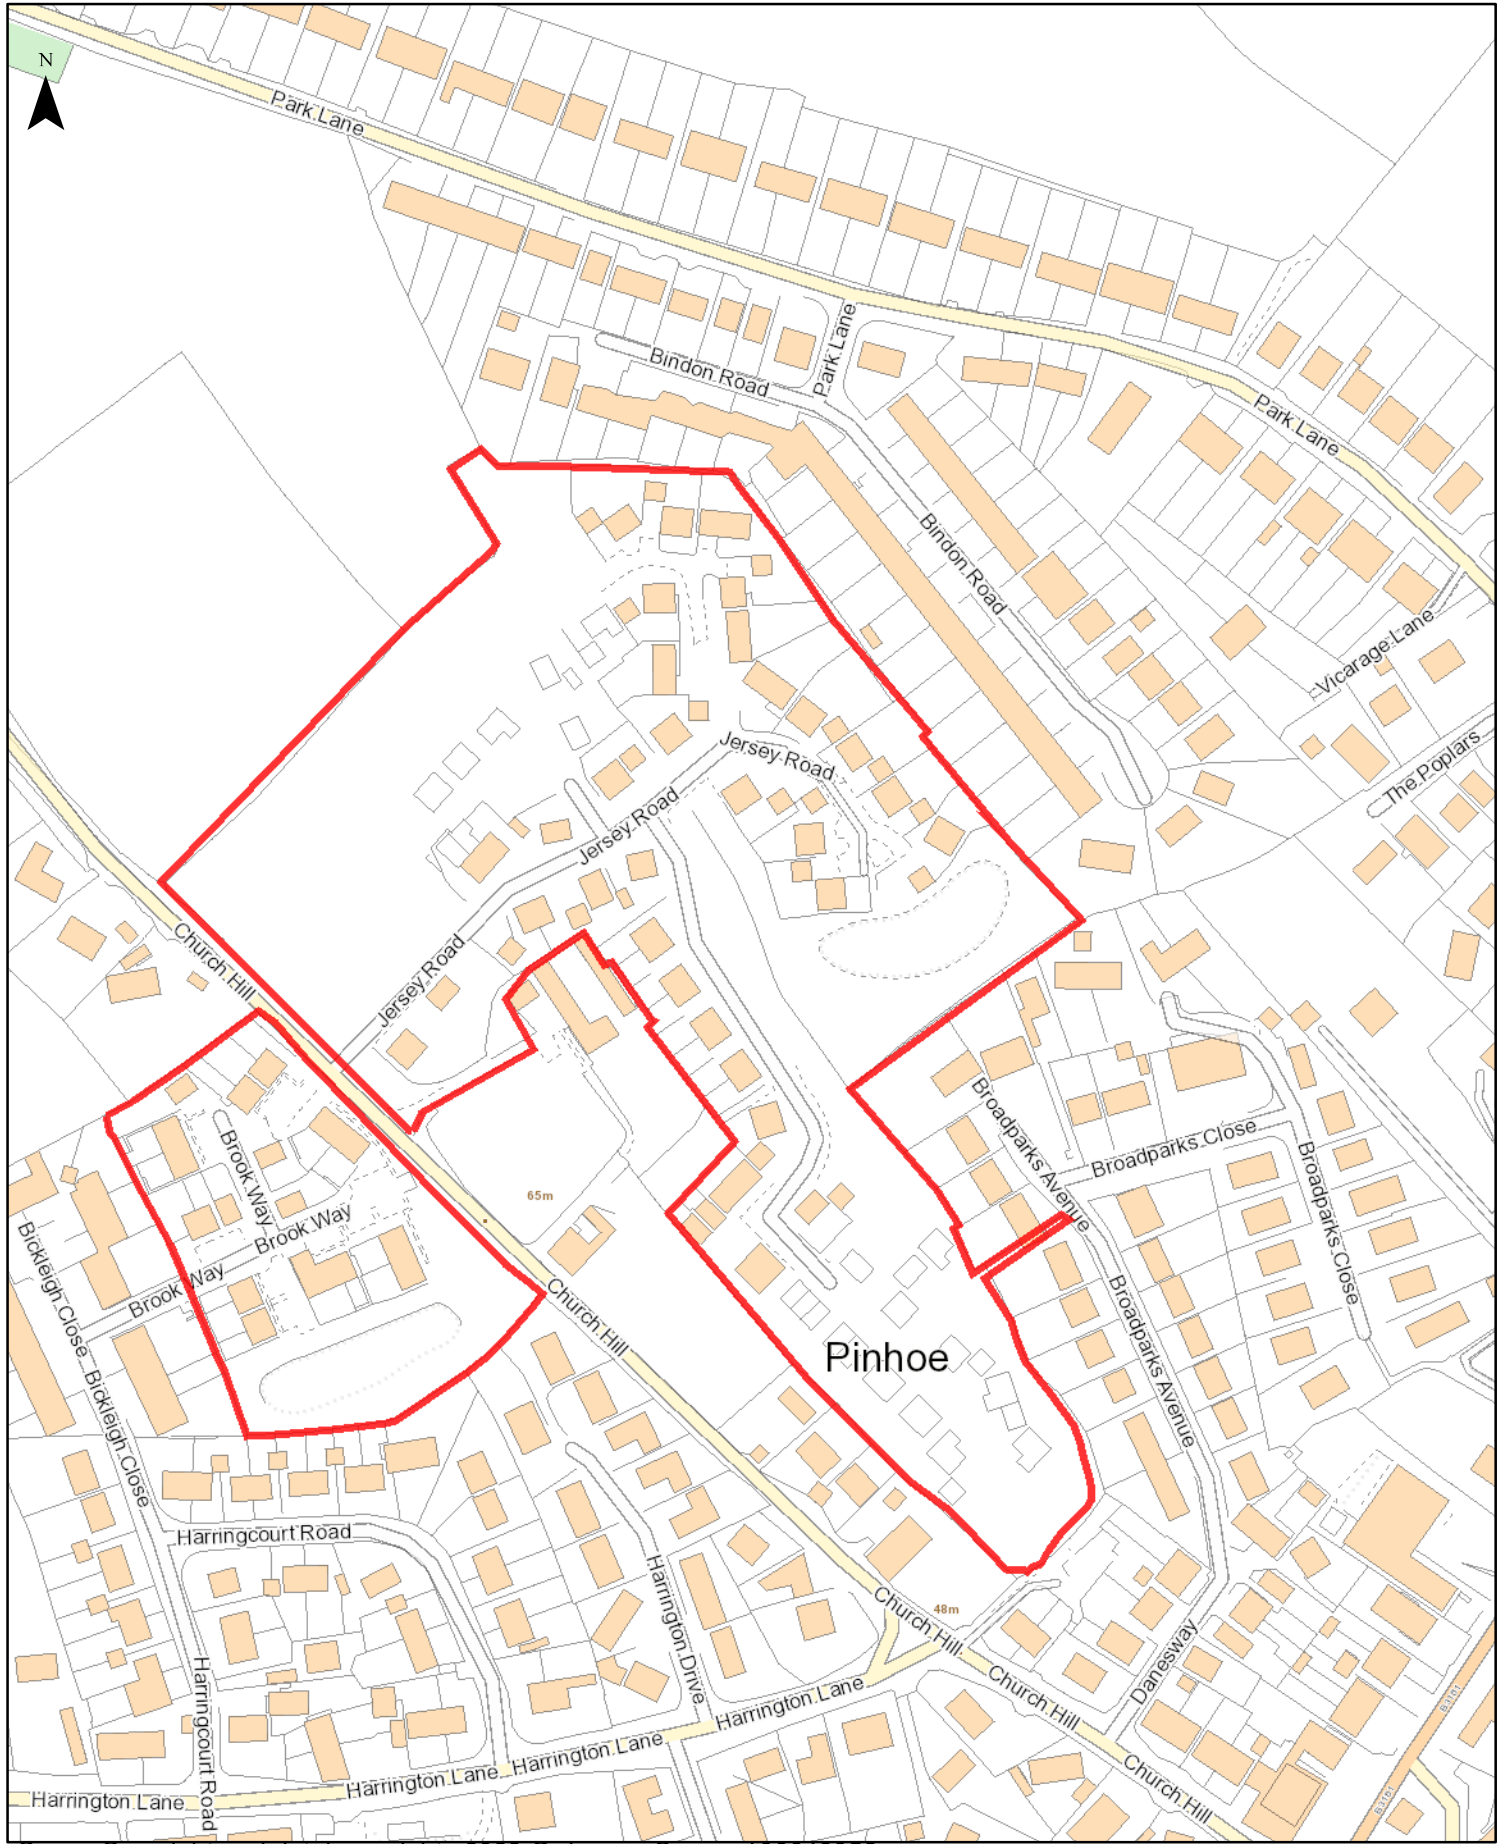 N
Park Lane
Park Lane
Bindon Road
Park Lane
Bindon Road
Vicarage Lane
The Poplars
Jersey Road
Jersey Road
Jersey Road
Church Hill
Broadparks Avenue
Broadparks Close
Broadparks Close
Broadparks Avenue
Brook Way
Brook Way
Brook Way
65m
Bickleigh Close
Bickleigh Close
Church Hill
Pinhoe
Harringcourt Road
Harrington Drive
Church Hill
48m
Church Hill
Danesway
Harringcourt Road
Harrington Lane
Harrington Lane
Harrington Lane
Harrington Lane
Church Hill
B3181
B3181